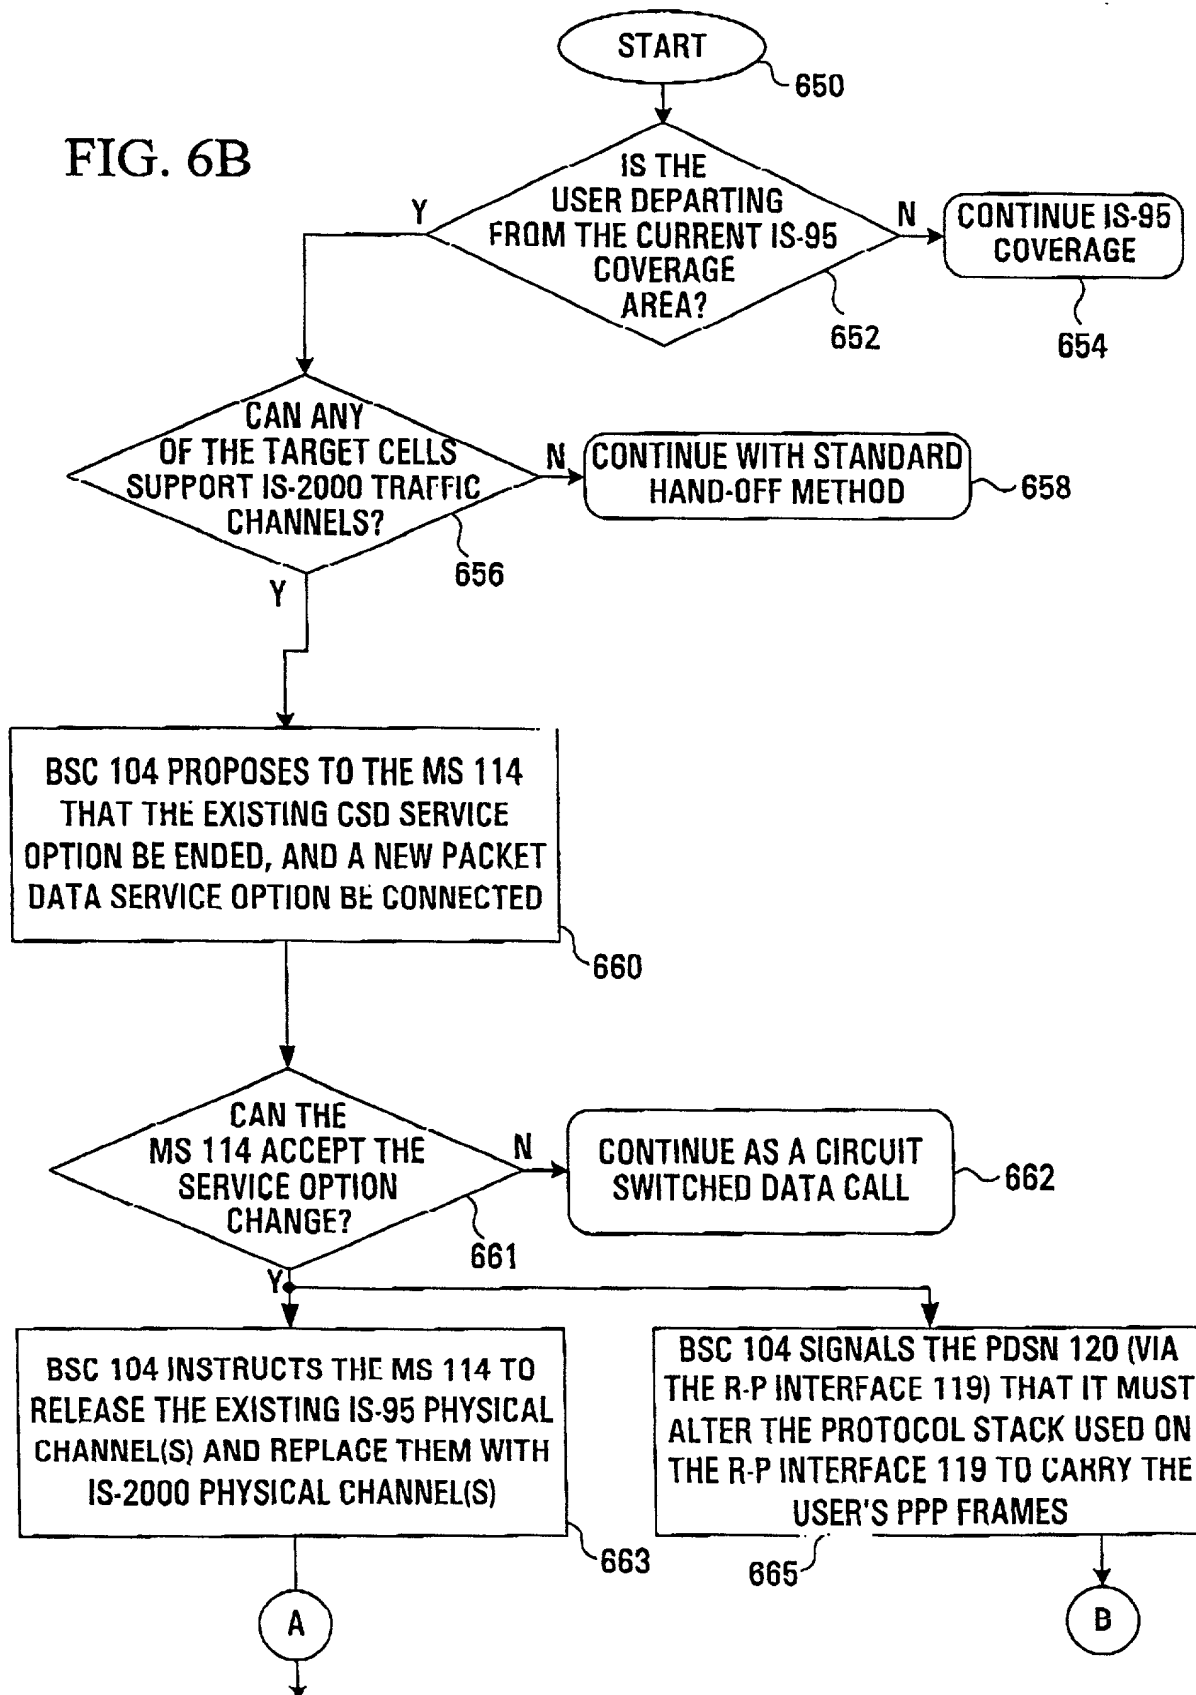 START
650
FIG. 6B
IS THE
USER DEPARTING
FROM THE CURRENT IS-95
COVERAGE
AREA?
Y
N
652
CONTINUE IS-95
COVERAGE
654
CAN ANY
OF THE TARGET CELLS
SUPPORT IS-2000 TRAFFIC
CHANNELS?
N
Y
656
CONTINUE WITH STANDARD
HAND-OFF METHOD
658
BSC 104 PROPOSES TO THE MS 114
THAT THE EXISTING CSD SERVICE
OPTION BE ENDED, AND A NEW PACKET
DATA SERVICE OPTION BE CONNECTED
660
CAN THE
MS 114 ACCEPT THE
SERVICE OPTION
CHANGE?
N
Y
661
CONTINUE AS A CIRCUIT
SWITCHED DATA CALL
662
BSC 104 INSTRUCTS THE MS 114 TO
RELEASE THE EXISTING IS-95 PHYSICAL
CHANNEL(S) AND REPLACE THEM WITH
IS-2000 PHYSICAL CHANNEL(S)
663
BSC 104 SIGNALS THE PDSN 120 (VIA
THE R-P INTERFACE 119) THAT IT MUST
ALTER THE PROTOCOL STACK USED ON
THE R-P INTERFACE 119 TO CARRY THE
USER'S PPP FRAMES
665
A
B